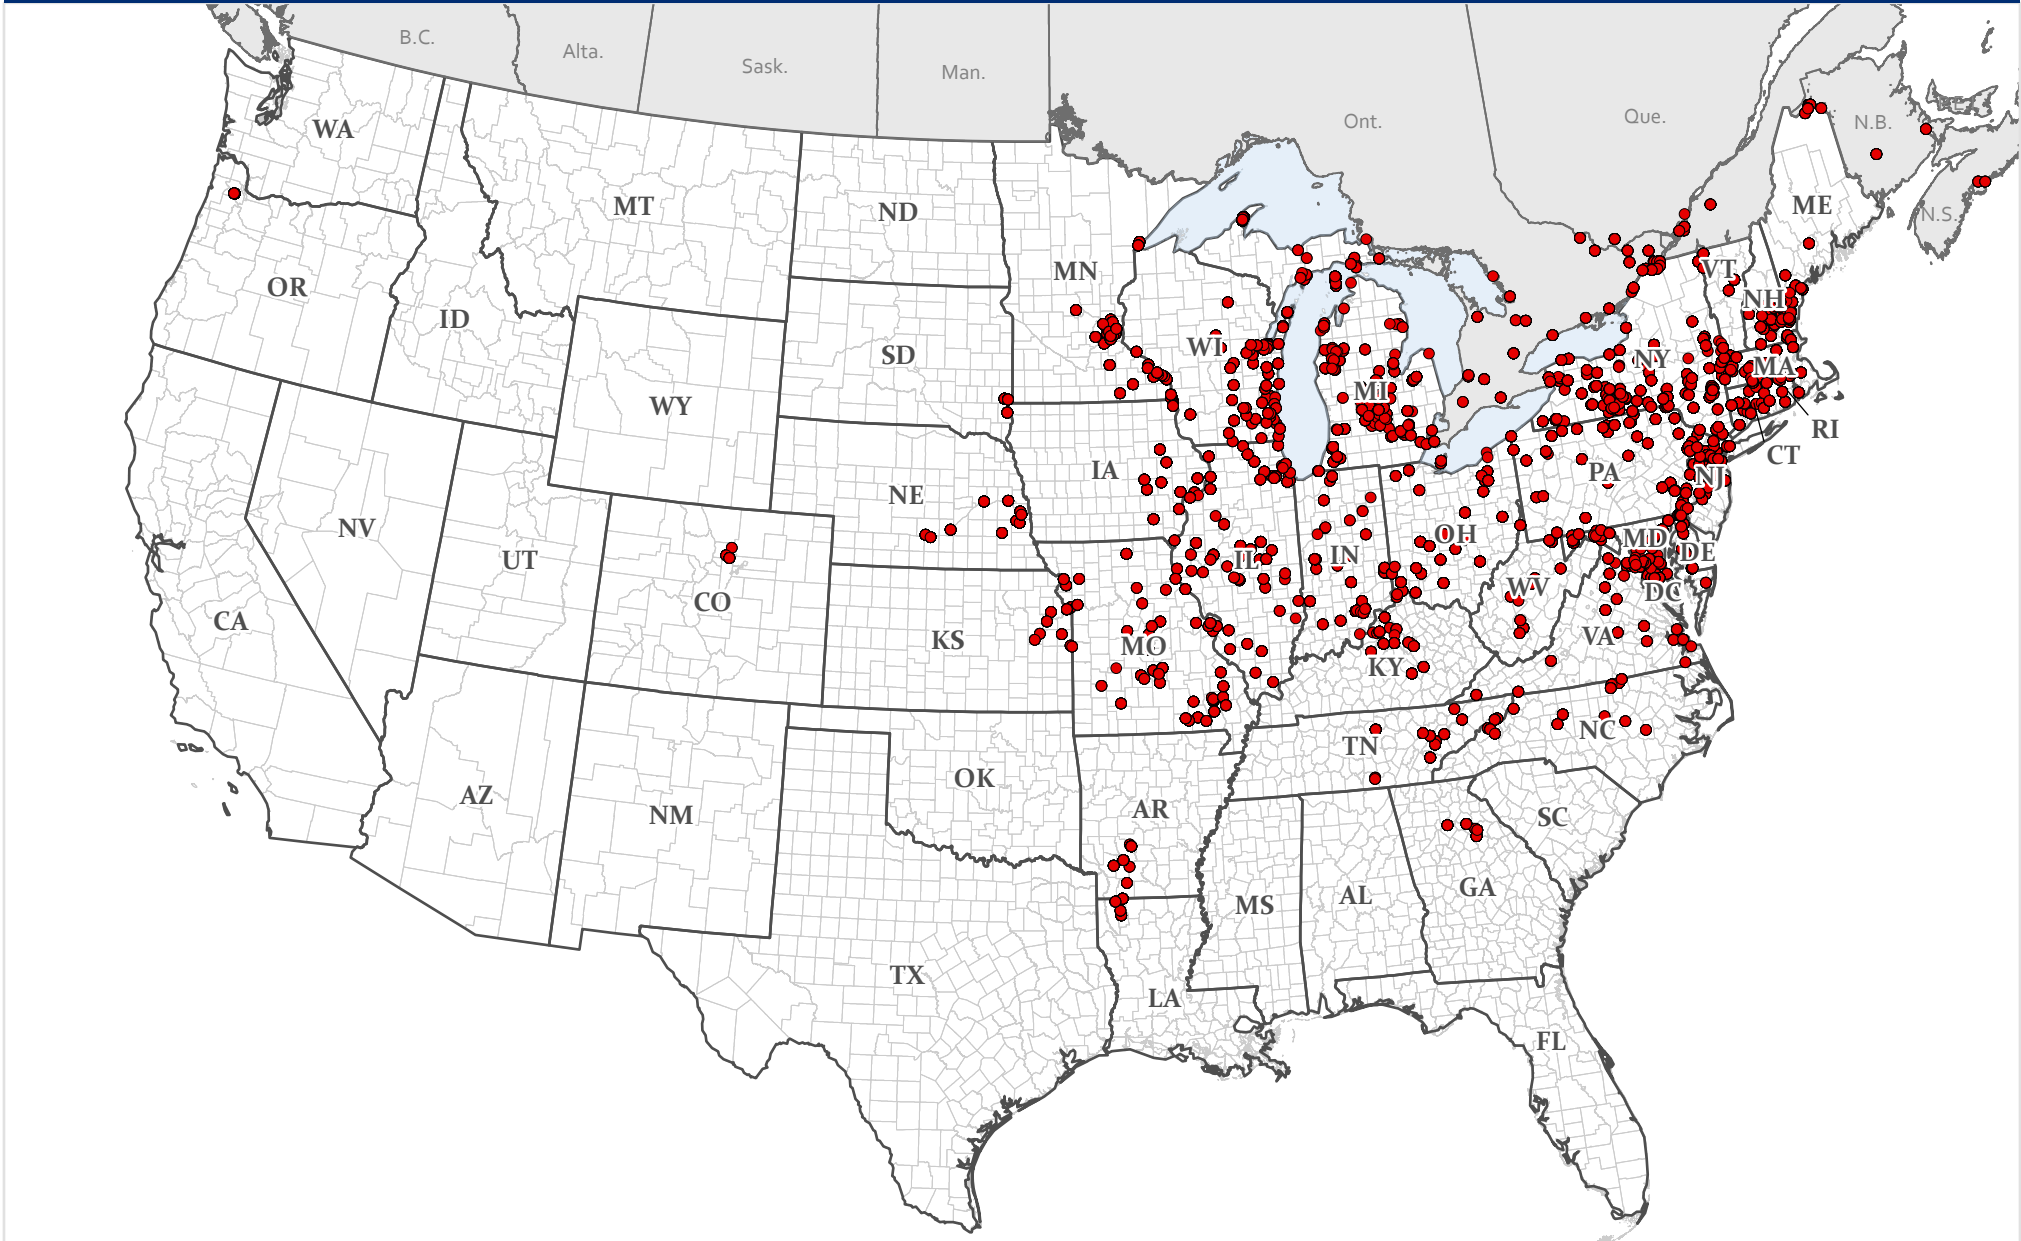 B.C.
Alta.
Sask.
Man.
Ont.
Que.
N.B.
N.S.
WA
MT
ND
MN
ME
OR
ID
SD
WI
MI
VT
NH
NY
MA
RI
CT
WY
IA
NE
PA
NJ
NV
UT
CO
IL
IN
OH
MD
DE
WV
DC
CA
KS
MO
KY
VA
AZ
NM
OK
AR
TN
NC
SC
TX
LA
MS
AL
GA
FL